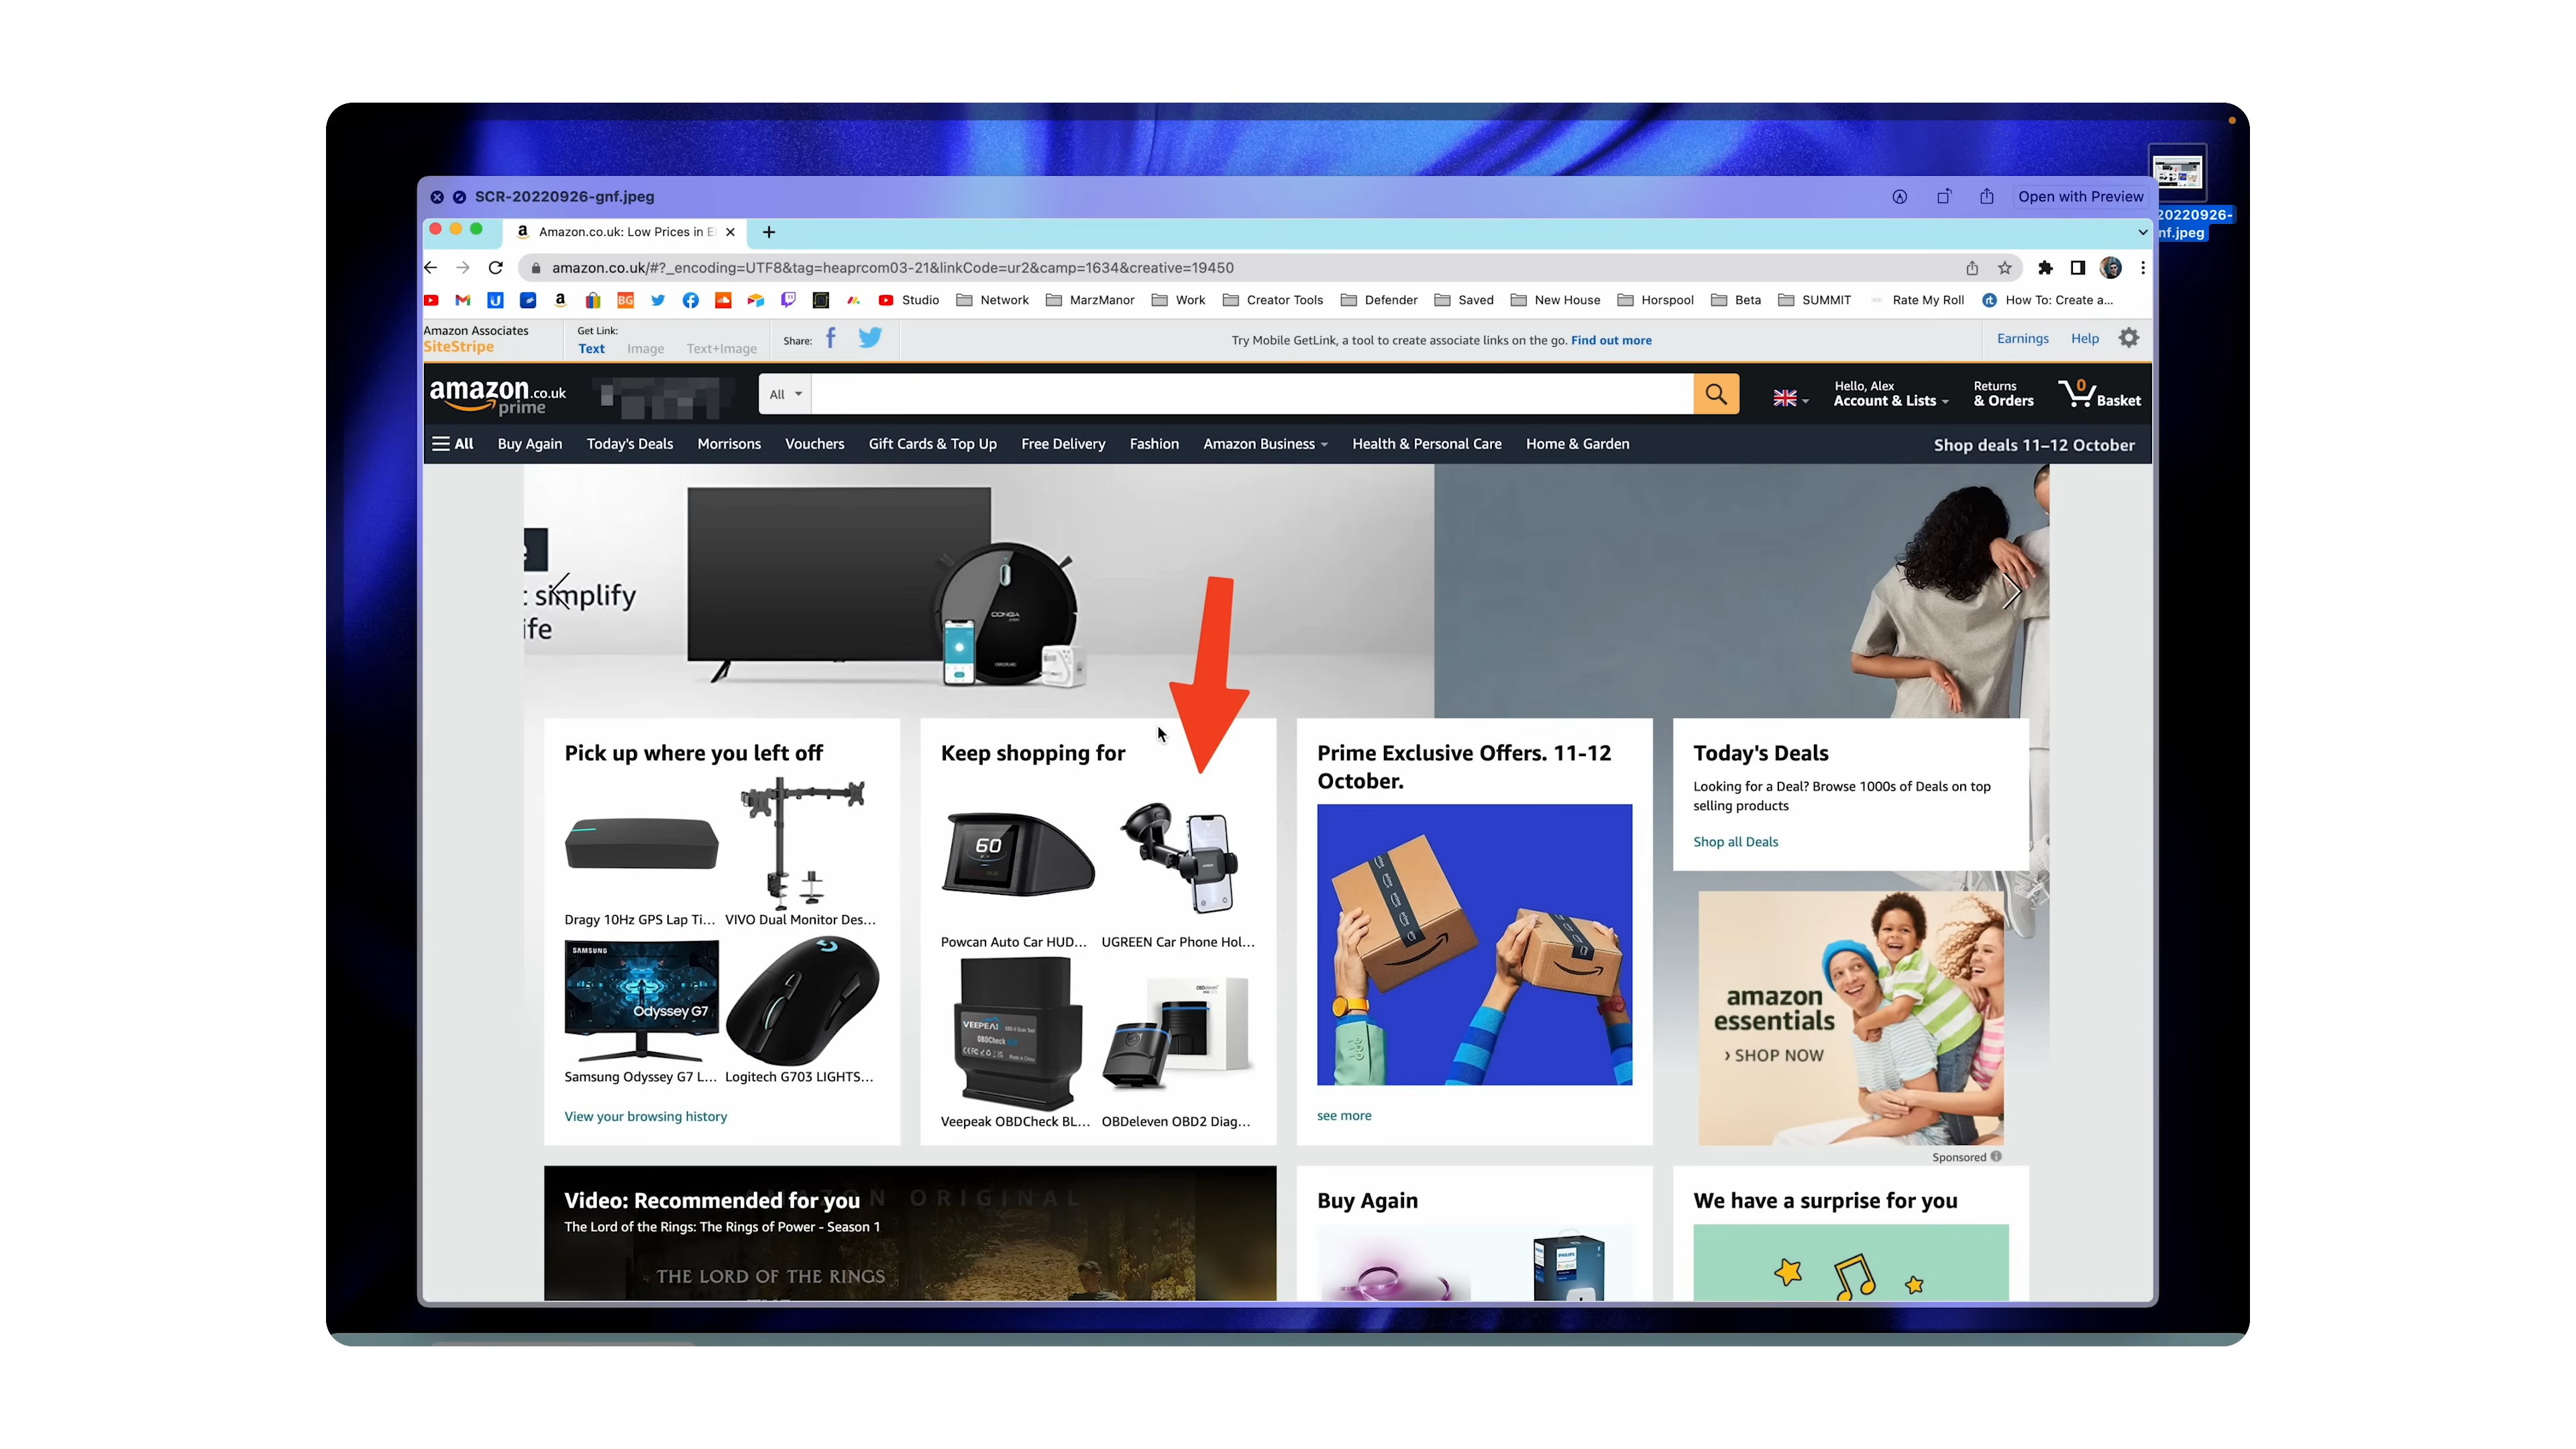 SCR-20220926-gnf.jpeg
Open with Preview
20220926-
nf.jpeg
Amazon.co.uk: Low Prices in El
amazon.co.uk/#?_encoding=UTF8&tag=heaprcom03-21&linkCode=ur2&camp=1634&creative=19450
Studio Network MarzManor Work Creator Tools Defender Saved New House Horspool Beta SUMMIT Rate My Roll How To: Create a...
Amazon Associates
SiteStripe
Get Link:
Text Image Text+Image
Share:
Try Mobile GetLink, a tool to create associate links on the go. Find out more
Earnings Help
amazon.co.uk
prime
All
Hello, Alex
Account & Lists
Returns
& Orders
0
Basket
All Buy Again Today's Deals Morrisons Vouchers Gift Cards & Top Up Free Delivery Fashion Amazon Business Health & Personal Care Home & Garden
Shop deals 11–12 October
simplify
ife
CONGA
Pick up where you left off
Dragy 10Hz GPS Lap Ti...
VIVO Dual Monitor Des...
SAMSUNG
Odyssey G7
Samsung Odyssey G7 L...
Logitech G703 LIGHTS...
View your browsing history
Keep shopping for
60
Powcan Auto Car HUD...
UGREEN Car Phone Hol...
VEEPEAK
OBDCheck
OBDeleven
Veepeak OBDCheck BL...
OBDeleven OBD2 Diag...
Prime Exclusive Offers. 11-12
October.
see more
Today's Deals
Looking for a Deal? Browse 1000s of Deals on top
selling products
Shop all Deals
amazon
essentials
› SHOP NOW
Sponsored
Video: Recommended for you
ORIGINAL
The Lord of the Rings: The Rings of Power - Season 1
THE LORD OF THE RINGS
Buy Again
PHILIPS
We have a surprise for you